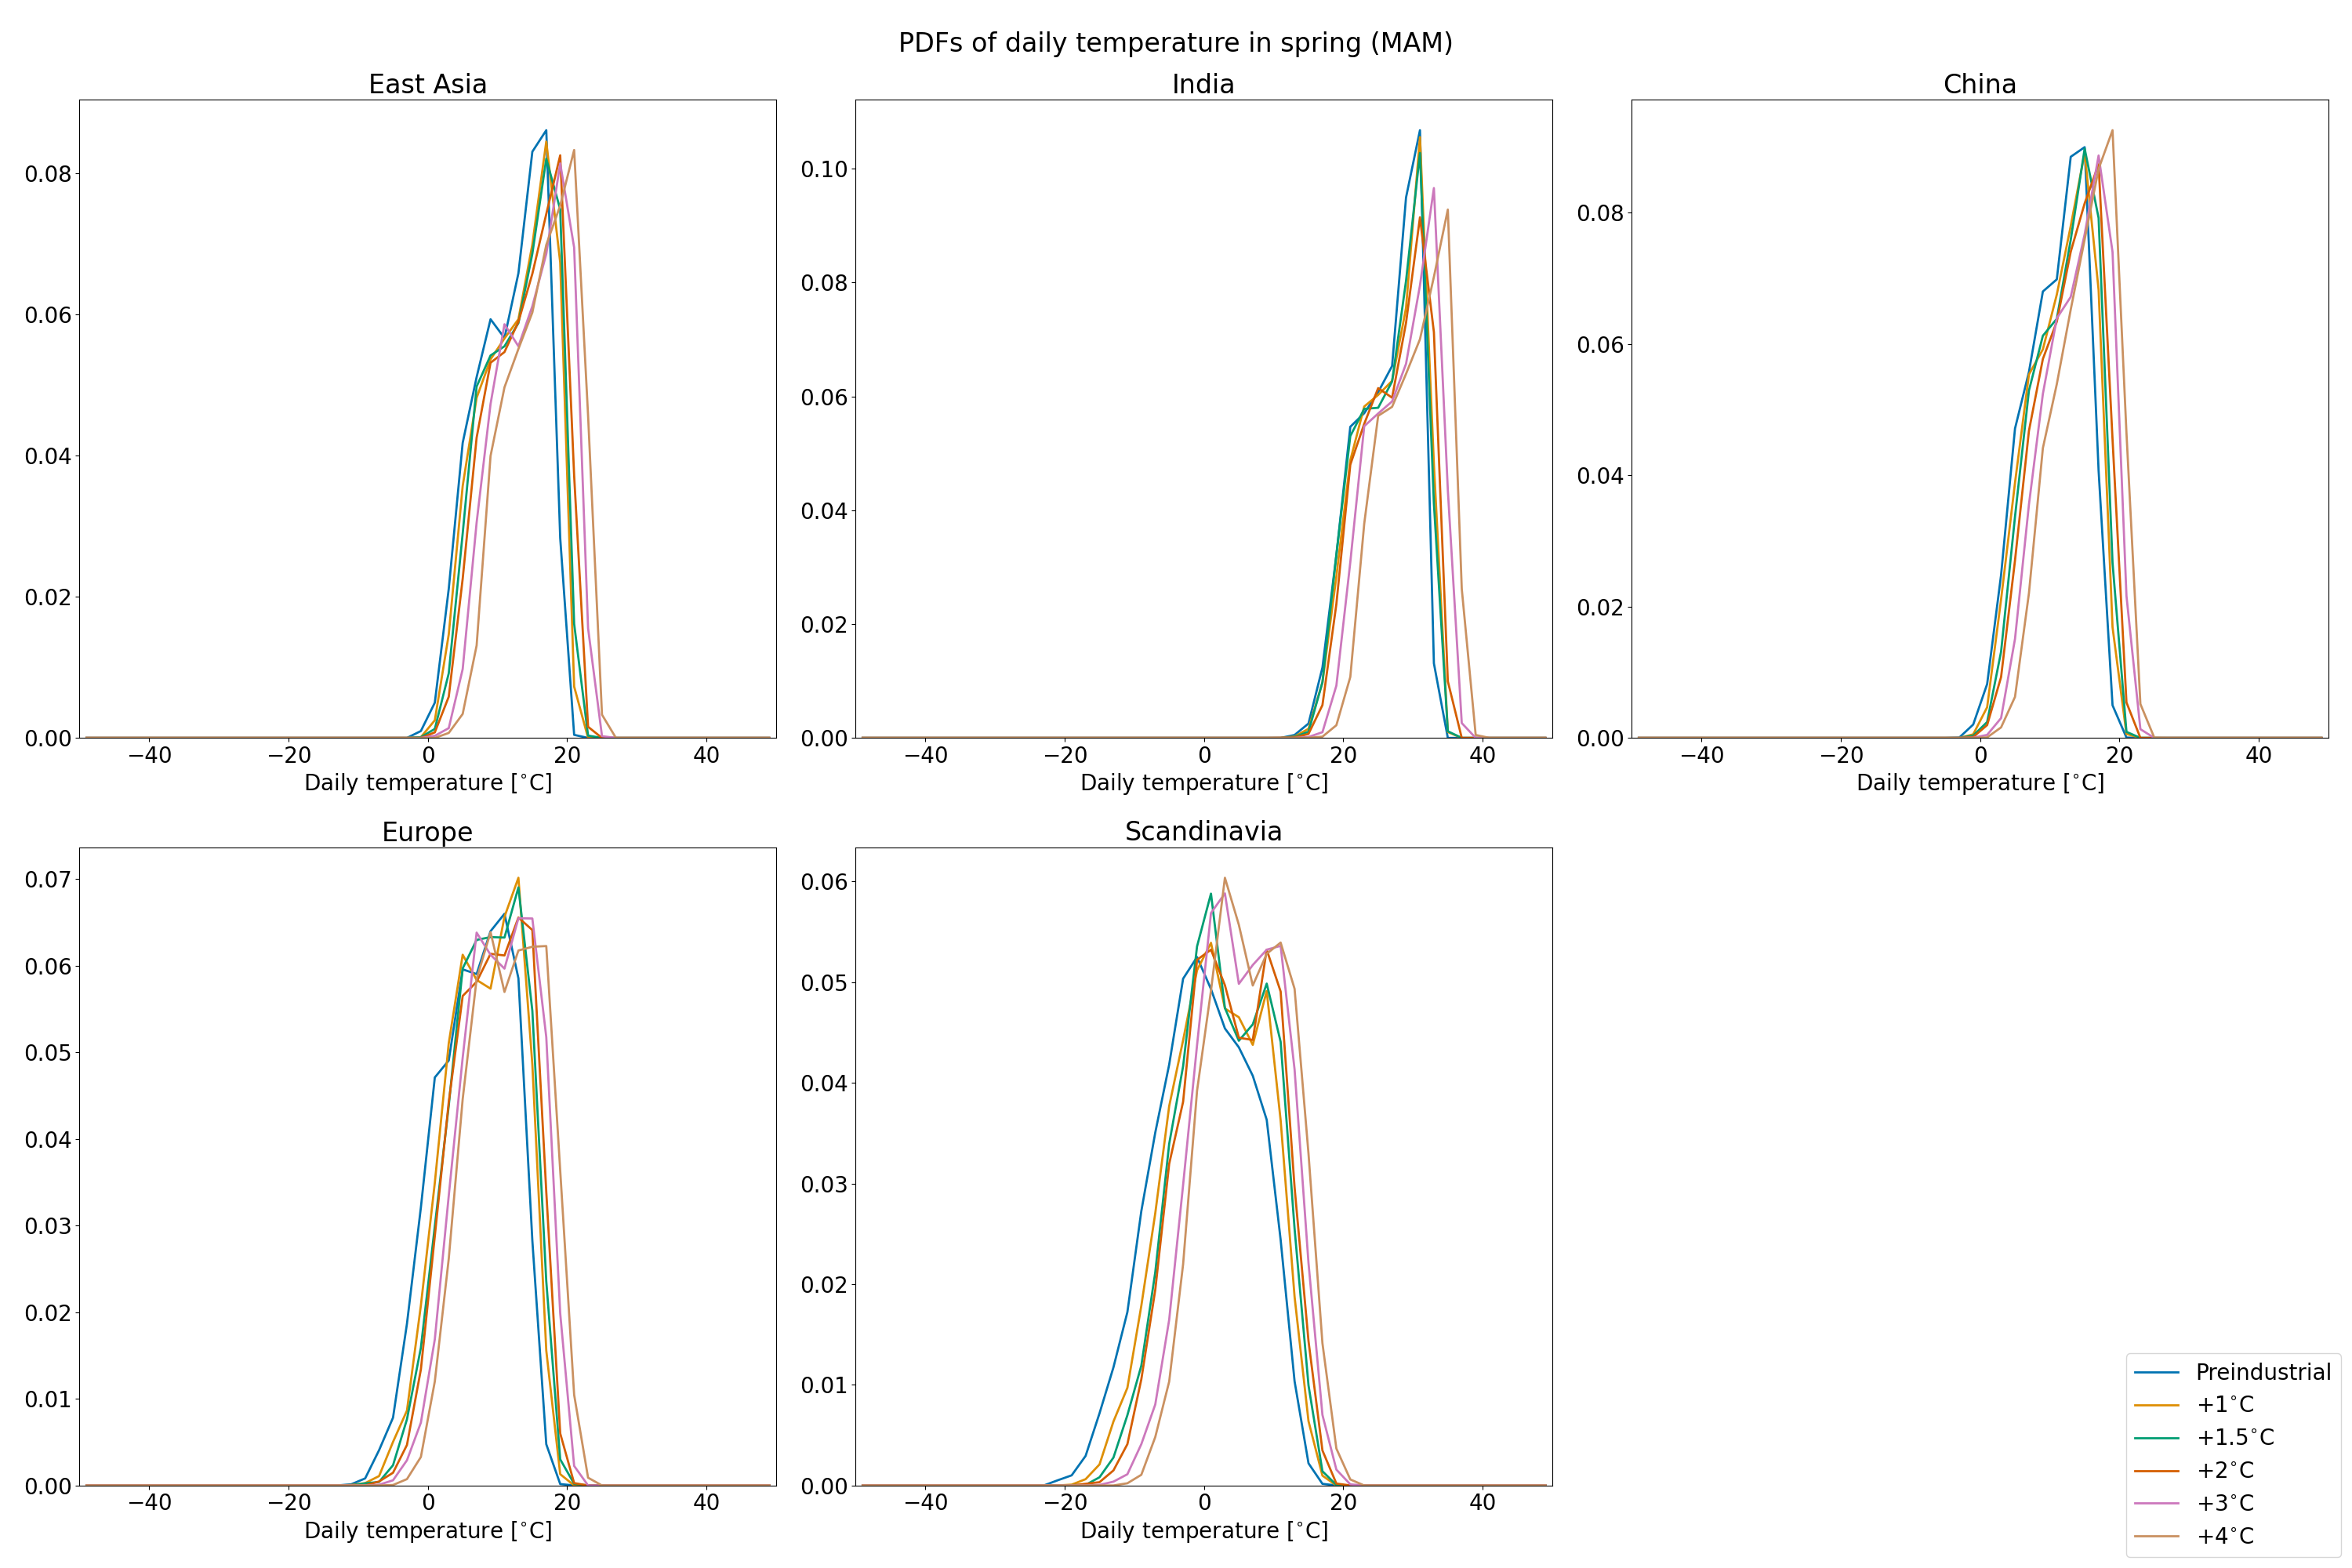 PDFs of daily temperature in spring (MAM)
East Asia
0.08
0.06
0.04
0.02
0.00
−40 −20 0 20 40
Daily temperature [°C]
India
0.10
0.08
0.06
0.04
0.02
0.00
−40 −20 0 20 40
Daily temperature [°C]
China
0.08
0.06
0.04
0.02
0.00
−40 −20 0 20 40
Daily temperature [°C]
Europe
0.07
0.06
0.05
0.04
0.03
0.02
0.01
0.00
−40 −20 0 20 40
Daily temperature [°C]
Scandinavia
0.06
0.05
0.04
0.03
0.02
0.01
0.00
−40 −20 0 20 40
Daily temperature [°C]
Preindustrial
+1°C
+1.5°C
+2°C
+3°C
+4°C